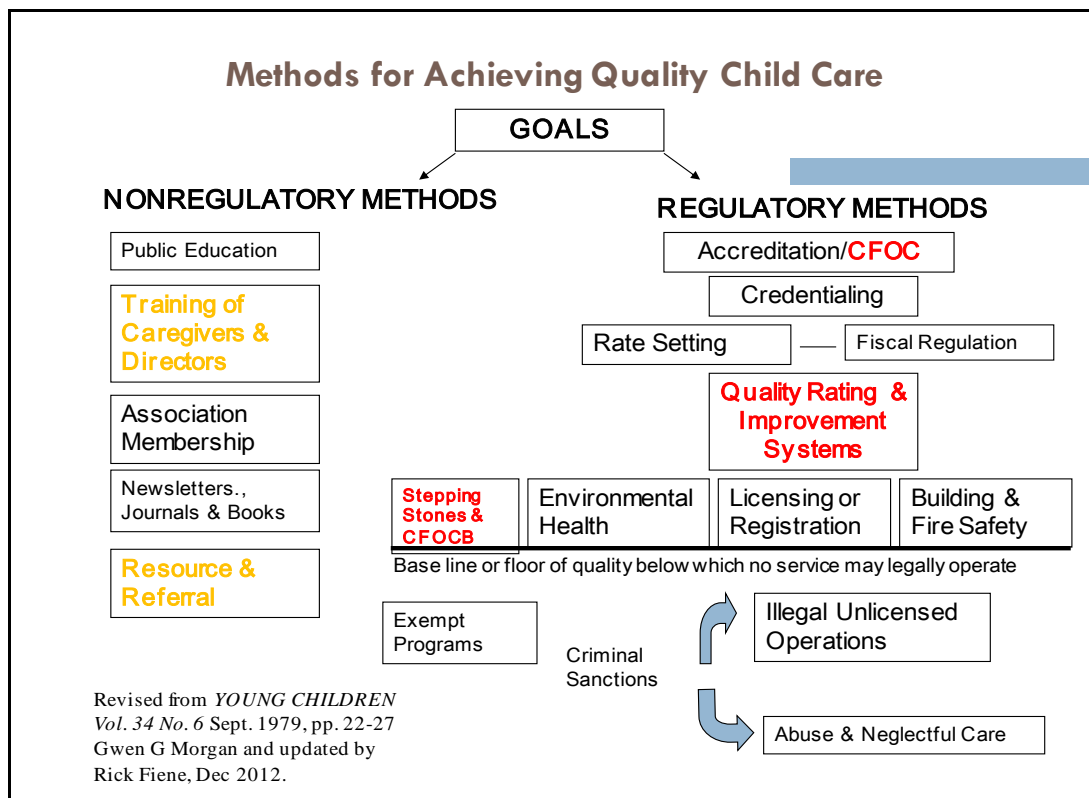 Methods for Achieving Quality Child Care
GOALS
NONREGULATORY METHODS
Public Education
Training of
Caregivers &
Directors
Association
Membership
Newsletters.,
Journals & Books
Resource &
Referral
REGULATORY METHODS
Accreditation/CFOC
Credentialing
Rate Setting
Fiscal Regulation
Quality Rating &
Improvement
Systems
Stepping
Stones &
CFOCB
Environmental
Health
Licensing or
Registration
Building &
Fire Safety
Base line or floor of quality below which no service may legally operate
Exempt
Programs
Criminal
Sanctions
Illegal Unlicensed
Operations
Abuse & Neglectful Care
Revised from YOUNG CHILDREN
Vol. 34 No. 6 Sept. 1979, pp. 22-27
Gwen G Morgan and updated by
Rick Fiene, Dec 2012.